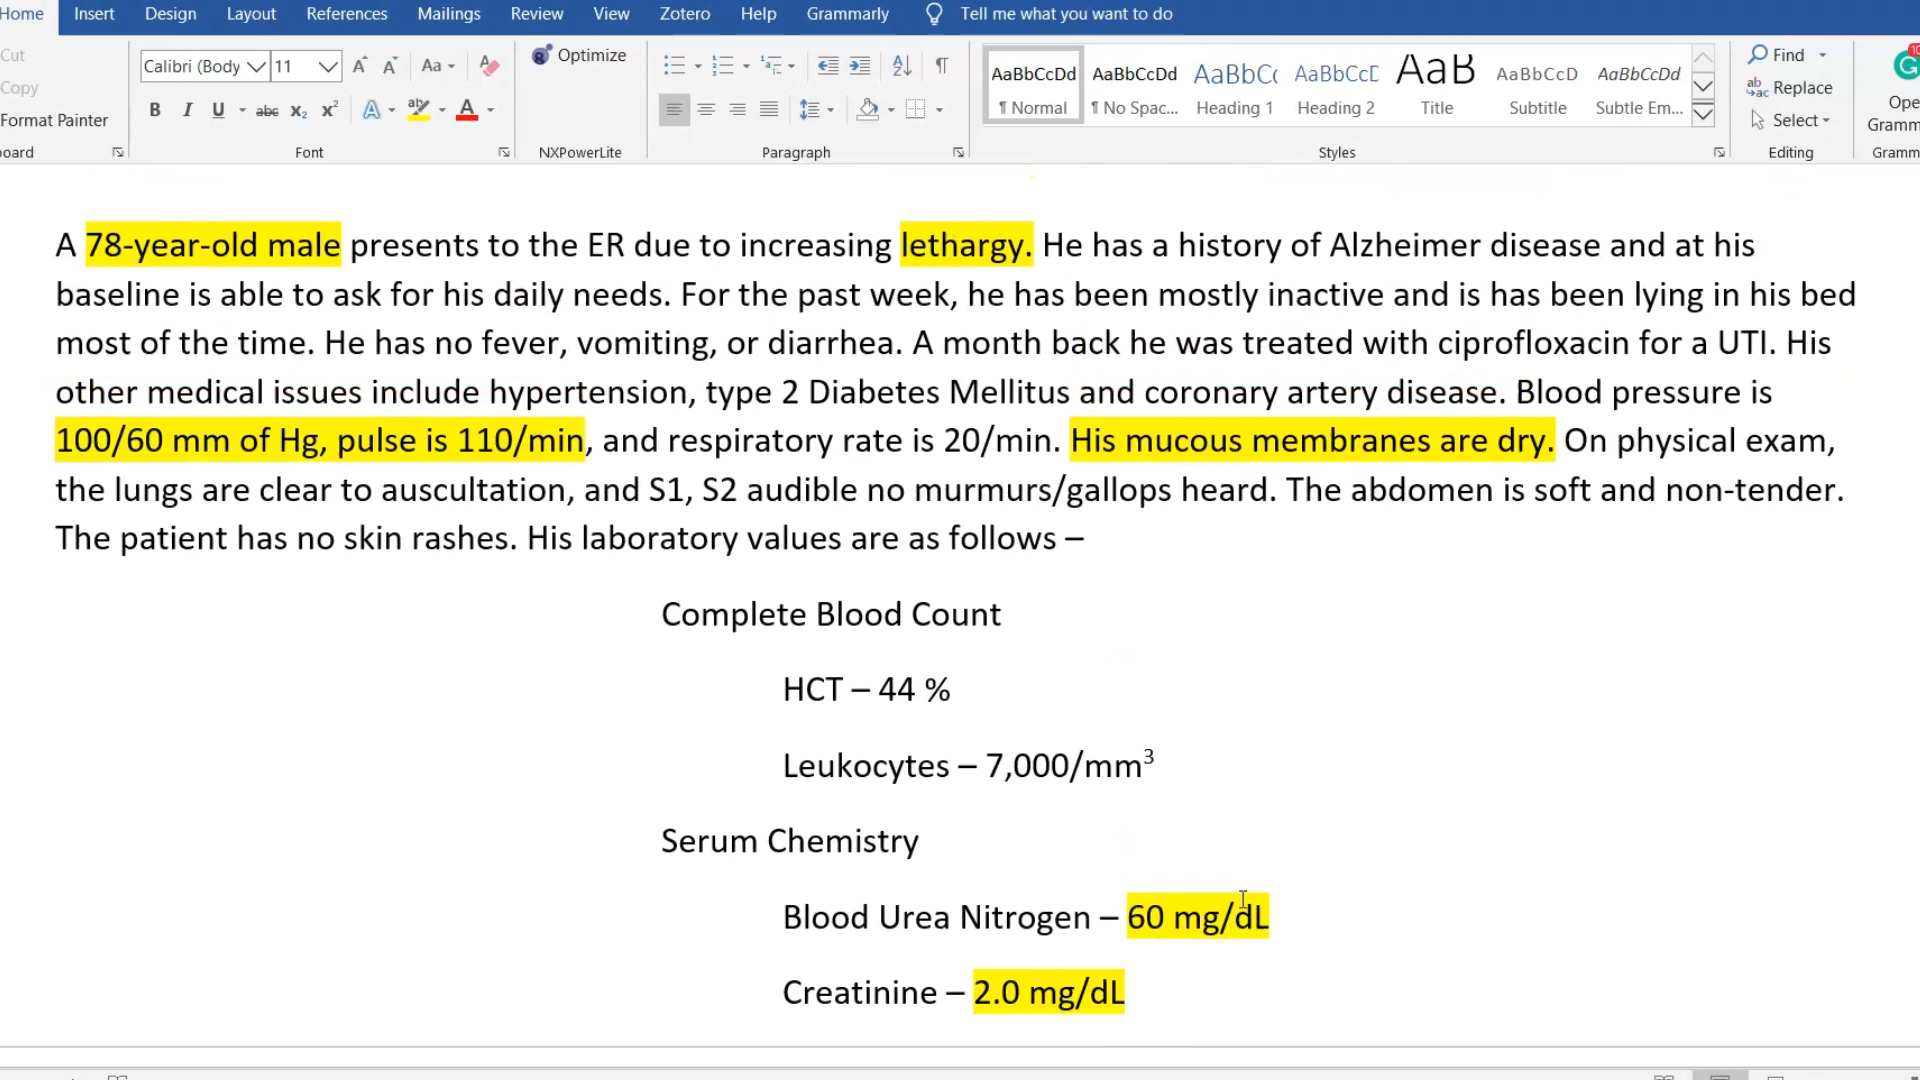 Home Insert Design Layout References Mailings Review View Zotero Help Grammarly Tell me what you want to do
Cut
Copy
Format Painter
Calibri (Body 11
Aa
Optimize
Find
Replace
Select
AaBbCcDd AaBbCcDd AaBbCc AaBbCcD AaB AaBbCcD AaBbCcDd
¶ Normal ¶ No Spac... Heading 1 Heading 2 Title Subtitle Subtle Em...
B I U abc x₂ x² A A
oard Font NXPowerLite Paragraph Styles Editing Gramm
Ope
Gramm
10
A 78-year-old male presents to the ER due to increasing lethargy. He has a history of Alzheimer disease and at his
baseline is able to ask for his daily needs. For the past week, he has been mostly inactive and is has been lying in his bed
most of the time. He has no fever, vomiting, or diarrhea. A month back he was treated with ciprofloxacin for a UTI. His
other medical issues include hypertension, type 2 Diabetes Mellitus and coronary artery disease. Blood pressure is
100/60 mm of Hg, pulse is 110/min, and respiratory rate is 20/min. His mucous membranes are dry. On physical exam,
the lungs are clear to auscultation, and S1, S2 audible no murmurs/gallops heard. The abdomen is soft and non-tender.
The patient has no skin rashes. His laboratory values are as follows –
Complete Blood Count
HCT – 44 %
Leukocytes – 7,000/mm³
Serum Chemistry
Blood Urea Nitrogen – 60 mg/dL
Creatinine – 2.0 mg/dL